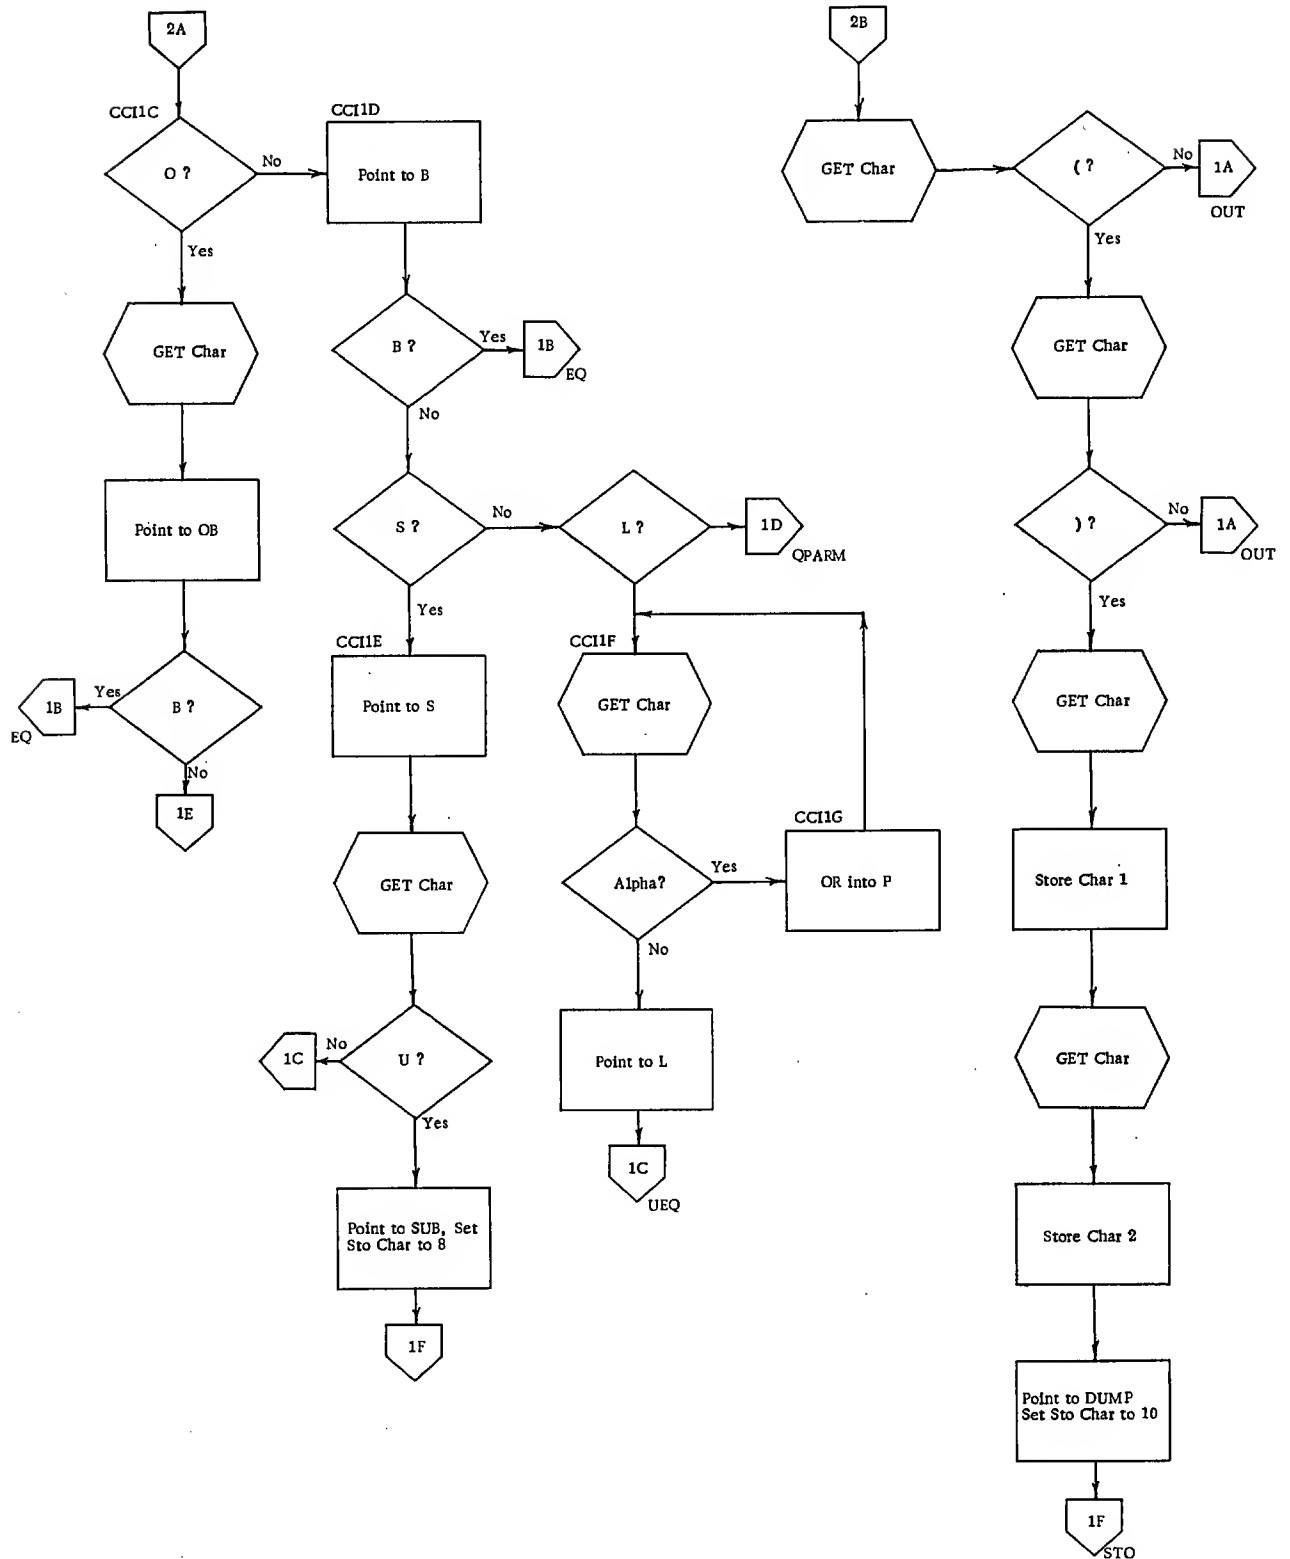 2A
CCI1C
O ?
No
Yes
GET Char
Point to OB
B ?
Yes
1B
EQ
No
1E
CCI1D
Point to B
B ?
Yes
1B
EQ
No
S ?
No
Yes
CCI1E
Point to S
GET Char
U ?
No
1C
Yes
Point to SUB, Set
Sto Char to 8
1F
L ?
1D
QPARM
CCI1F
GET Char
Alpha?
Yes
CCI1G
OR into P
No
Point to L
1C
UEQ
2B
GET Char
( ?
No
1A
OUT
Yes
GET Char
) ?
No
1A
OUT
Yes
GET Char
Store Char 1
GET Char
Store Char 2
Point to DUMP
Set Sto Char to 10
1F
STO